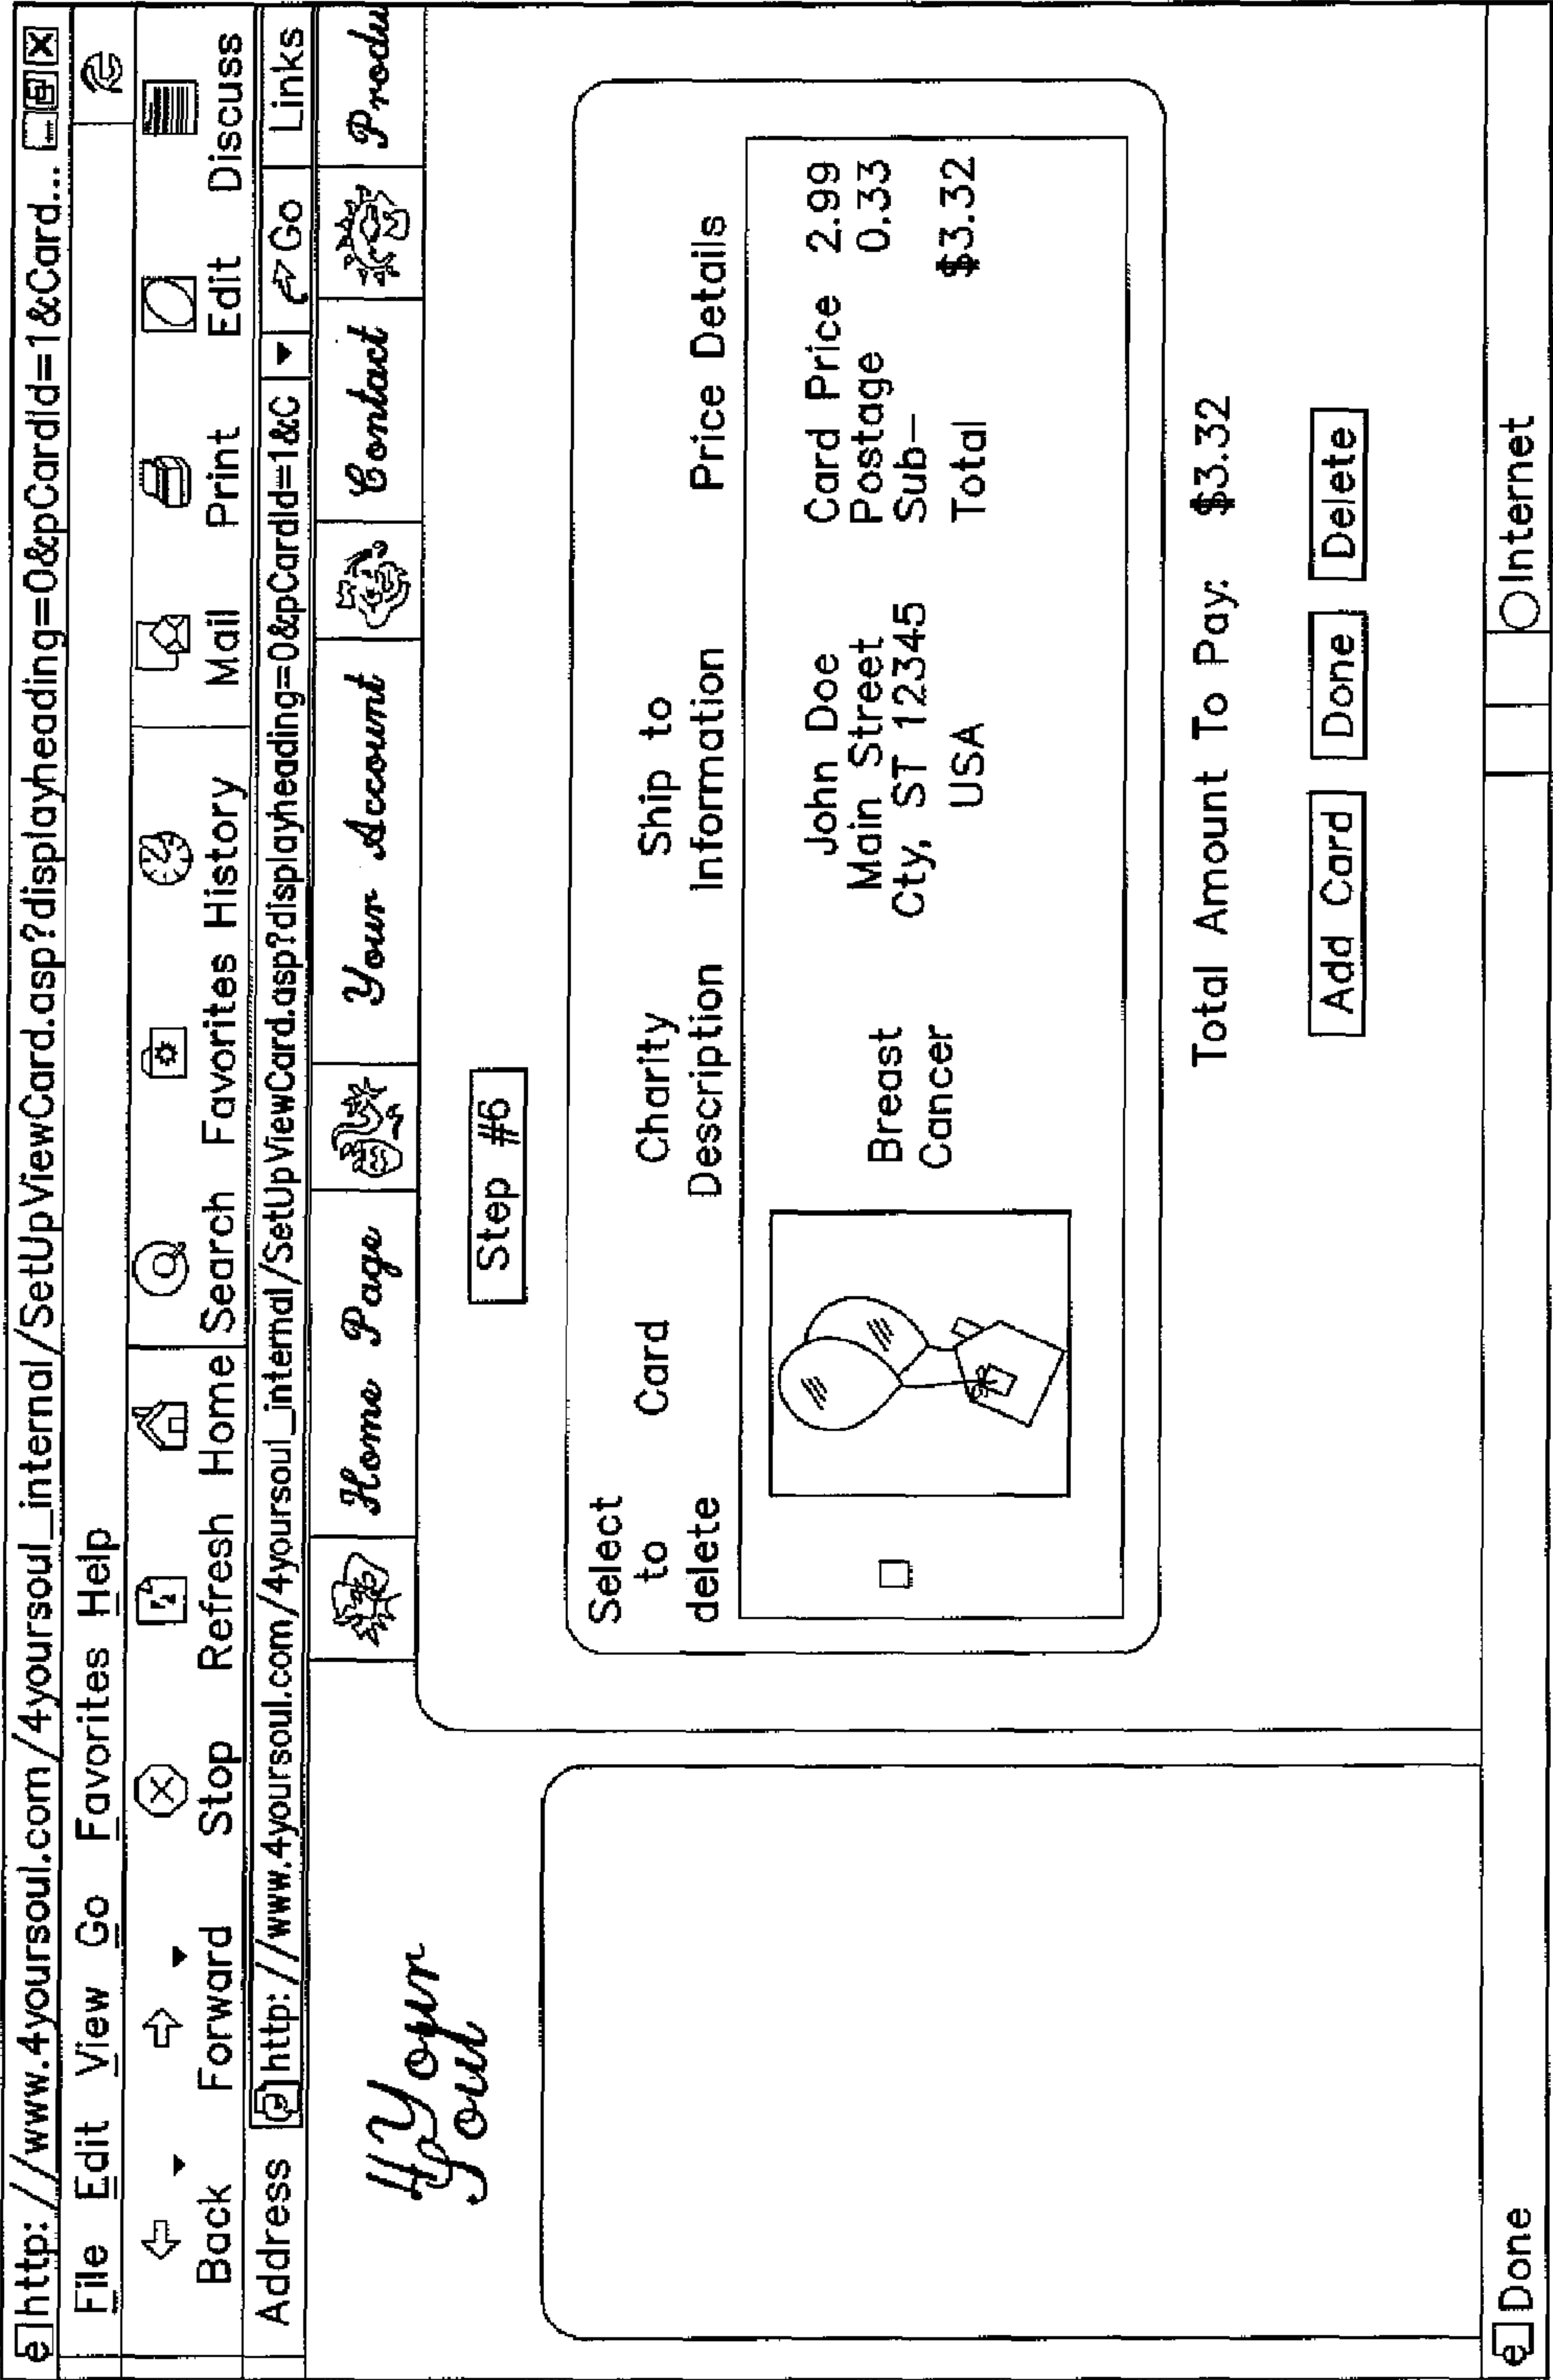 http: //www.4yoursoul.com/4yoursoul_internal/SetUpViewCard.asp?displayheading=0&pCardId=1&Card...
File Edit View Go Favorites Help
Back Forward Stop Refresh Home Search Favorites History Mail Print Edit Discuss
Address http: //www.4yoursoul.com/4yoursoul_internal/SetUpViewCard.asp?displayheading=0&pCardId=1&C Go Links
Home Page Your Account Contact Produ
4 Your
Step #6
Select
to Card Charity Ship to
delete Description Information Price Details
John Doe Card Price 2.99
Breast Main Street Postage 0.33
Cancer Cty, ST 12345 Sub-
USA Total $3.32
Total Amount To Pay: $3.32
Add Card Done Delete
Done Internet